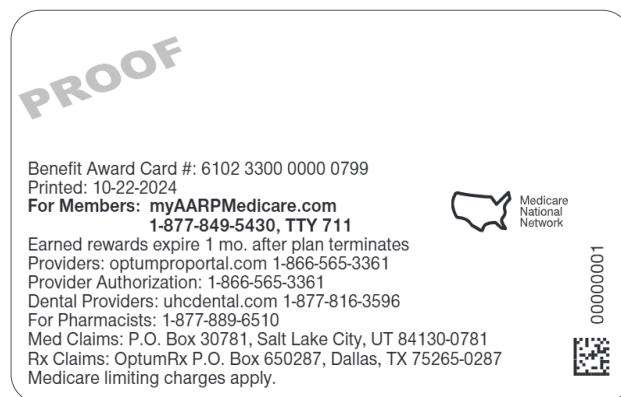 PROOF
Benefit Award Card #: 6102 3300 0000 0799
Printed: 10-22-2024
For Members: myAARPMedicare.com
1-877-849-5430, TTY 711
Earned rewards expire 1 mo. after plan terminates
Providers: optumproportal.com 1-866-565-3361
Provider Authorization: 1-866-565-3361
Dental Providers: uhcdental.com 1-877-816-3596
For Pharmacists: 1-877-889-6510
Med Claims: P.O. Box 30781, Salt Lake City, UT 84130-0781
Rx Claims: OptumRx P.O. Box 650287, Dallas, TX 75265-0287
Medicare limiting charges apply.
Medicare
National
Network
00000001